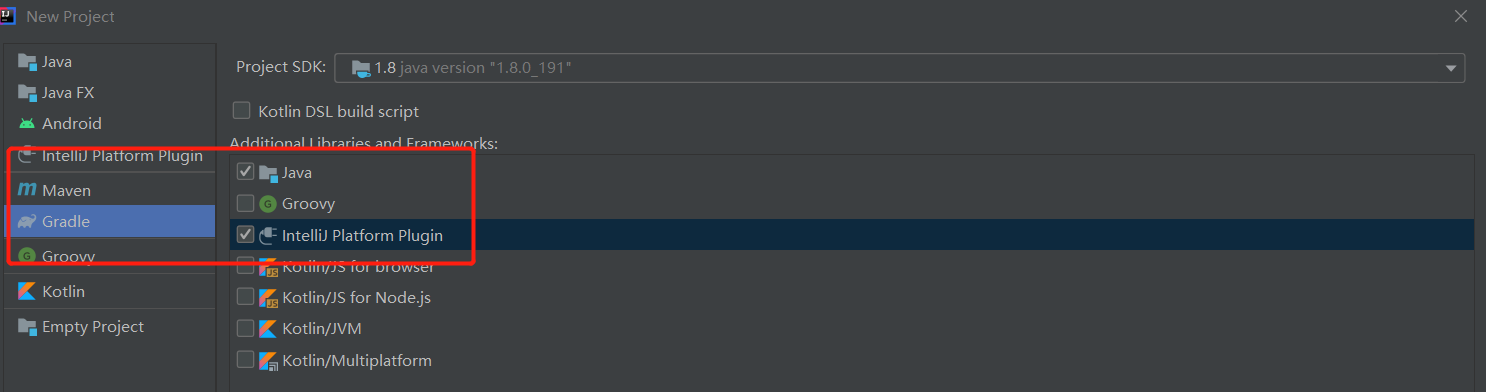 New Project
Java
Java FX
Android
IntelliJ Platform Plugin
Maven
Gradle
Groovy
Kotlin
Empty Project
Project SDK: 1.8 java version "1.8.0_191"
Kotlin DSL build script
Additional Libraries and Frameworks:
Java
Groovy
IntelliJ Platform Plugin
Kotlin/JS for browser
Kotlin/JS for Node.js
Kotlin/JVM
Kotlin/Multiplatform